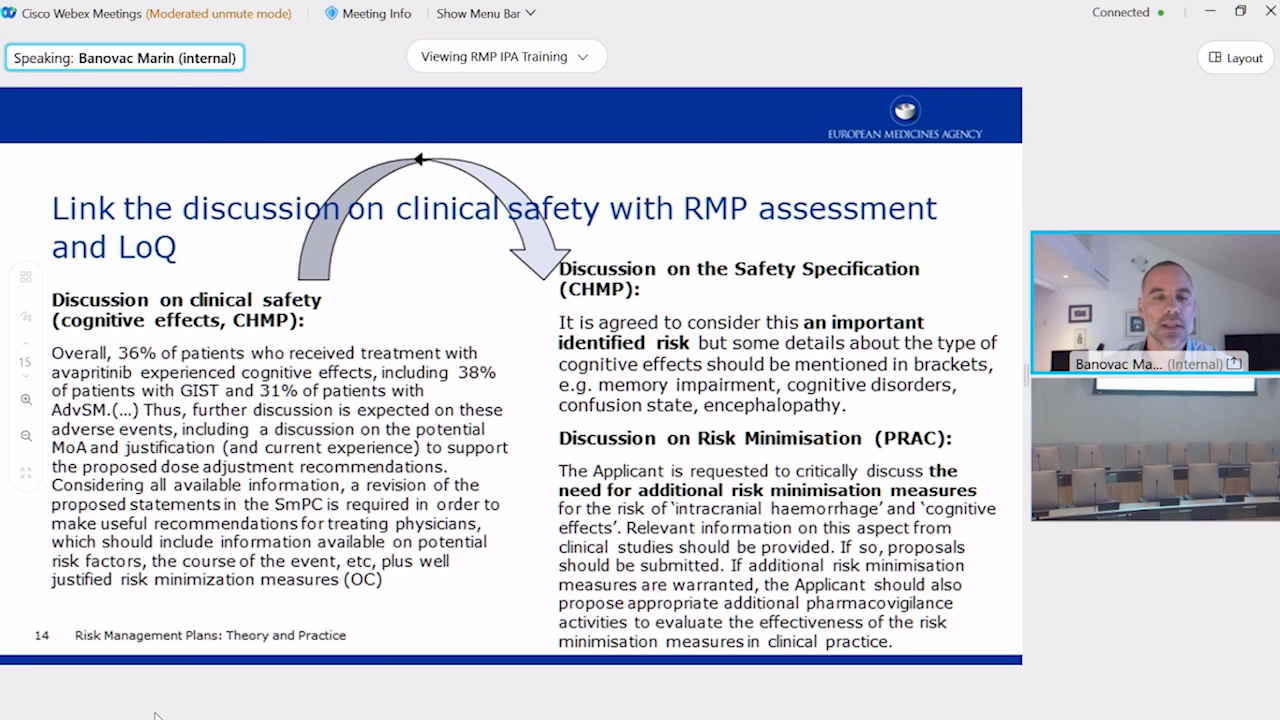 Cisco Webex Meetings (Moderated unmute mode)
Meeting Info
Show Menu Bar
Connected
Speaking: Banovac Marin (internal)
Viewing RMP IPA Training
Layout
EUROPEAN MEDICINES AGENCY
Link the discussion on clinical safety with RMP assessment
and LoQ
15
Discussion on clinical safety
(cognitive effects, CHMP):
Overall, 36% of patients who received treatment with
avapritinib experienced cognitive effects, including 38%
of patients with GIST and 31% of patients with
AdvSM.(...) Thus, further discussion is expected on these
adverse events, including a discussion on the potential
MoA and justification (and current experience) to support
the proposed dose adjustment recommendations.
Considering all available information, a revision of the
proposed statements in the SmPC is required in order to
make useful recommendations for treating physicians,
which should include information available on potential
risk factors, the course of the event, etc, plus well
justified risk minimization measures (OC)
Discussion on the Safety Specification
(CHMP):
It is agreed to consider this an important
identified risk but some details about the type of
cognitive effects should be mentioned in brackets,
e.g. memory impairment, cognitive disorders,
confusion state, encephalopathy.
Discussion on Risk Minimisation (PRAC):
The Applicant is requested to critically discuss the
need for additional risk minimisation measures
for the risk of 'intracranial haemorrhage' and 'cognitive
effects'. Relevant information on this aspect from
clinical studies should be provided. If so, proposals
should be submitted. If additional risk minimisation
measures are warranted, the Applicant should also
propose appropriate additional pharmacovigilance
activities to evaluate the effectiveness of the risk
minimisation measures in clinical practice.
14 Risk Management Plans: Theory and Practice
Banovac Ma... (Internal)